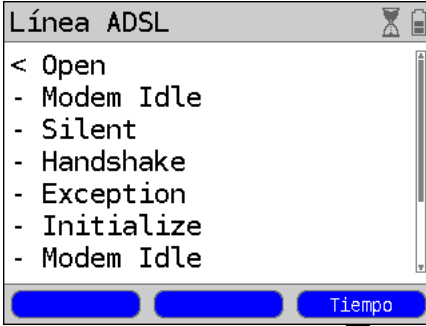 Línea ADSL
< Open
- Modem Idle
- Silent
- Handshake
- Exception
- Initialize
- Modem Idle
Tiempo